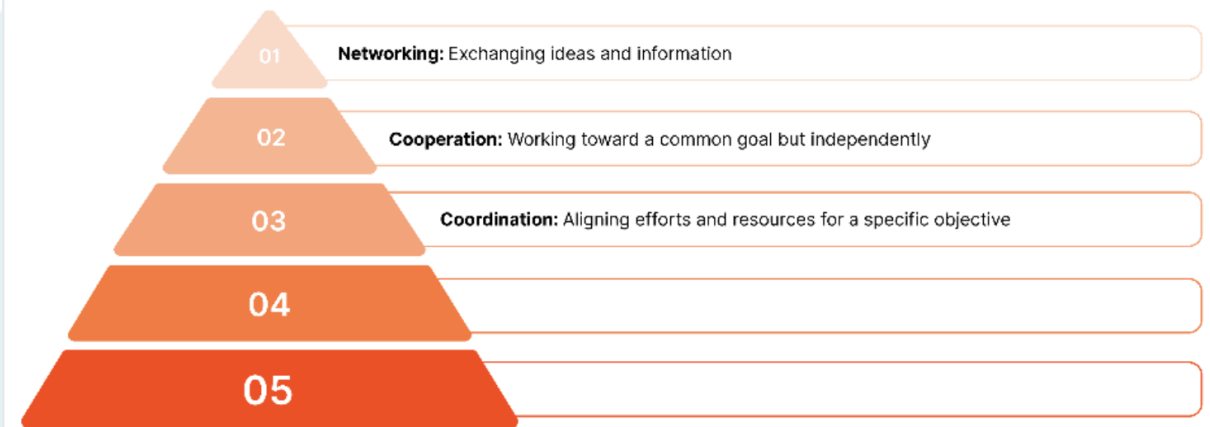 01
Networking: Exchanging ideas and information
02
Cooperation: Working toward a common goal but independently
03
Coordination: Aligning efforts and resources for a specific objective
04
05